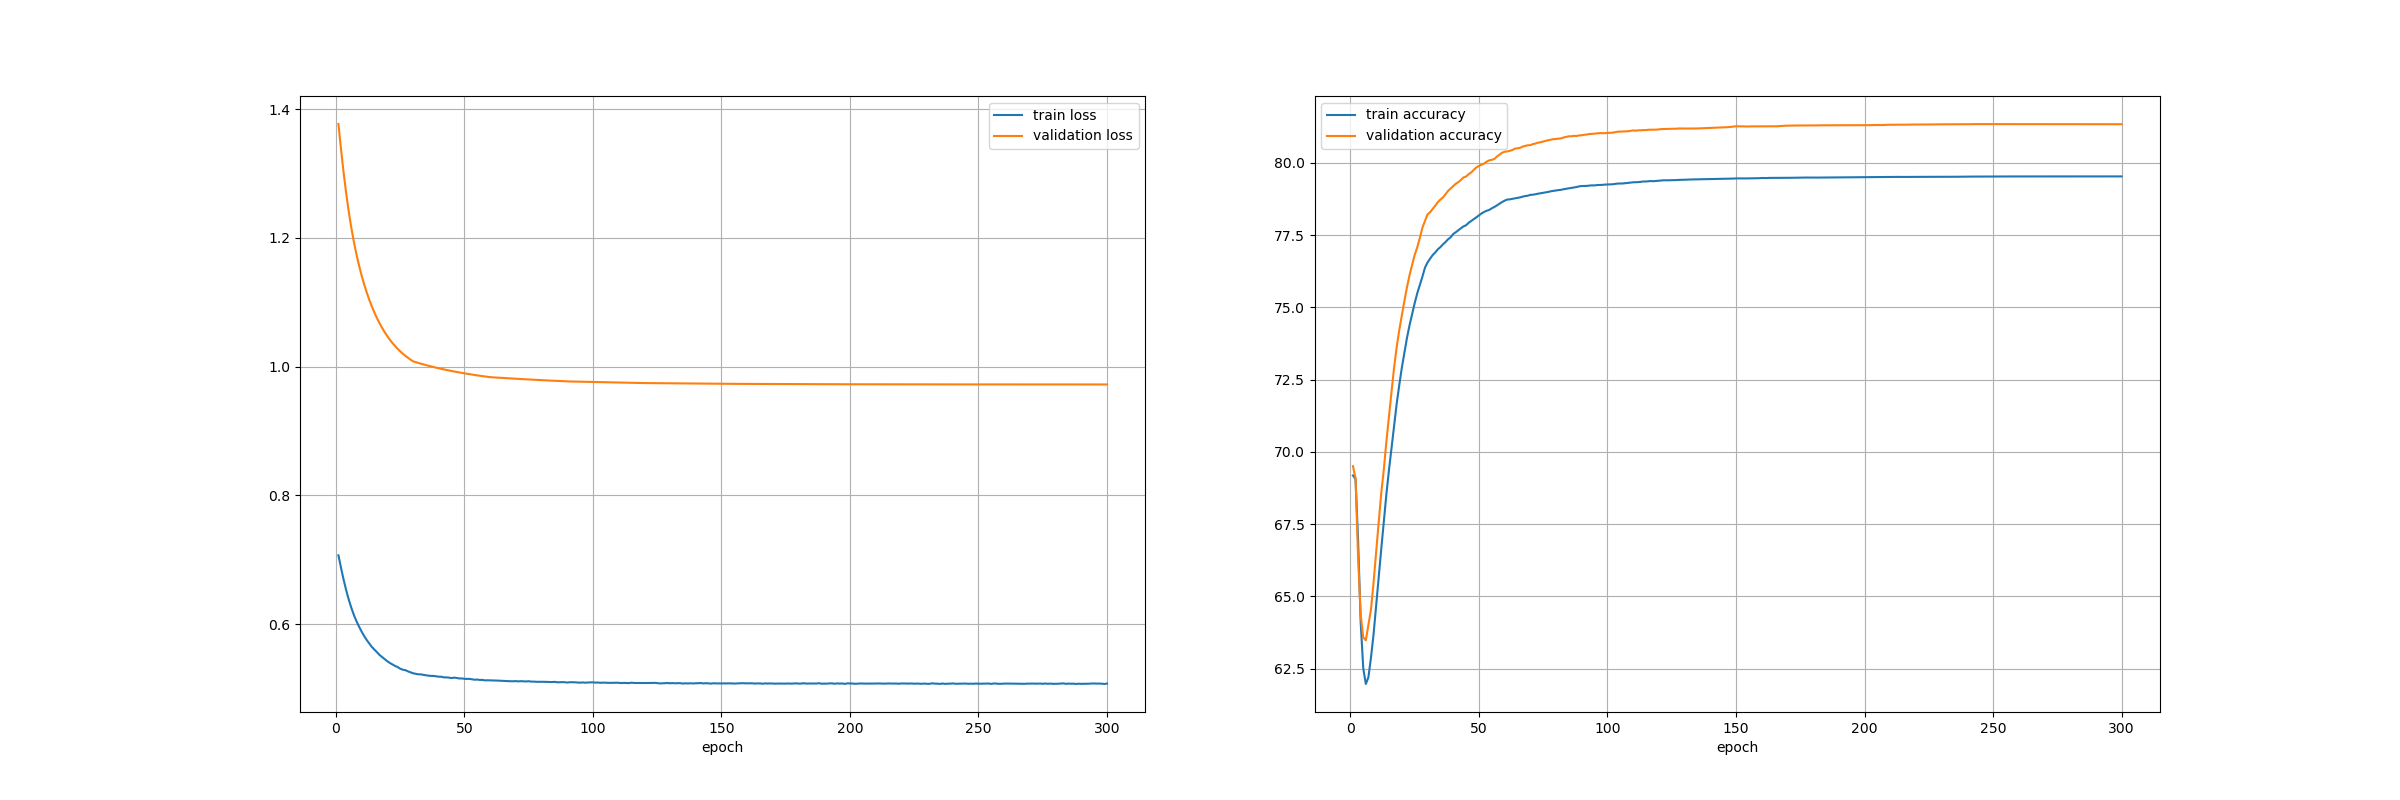 1.4
1.2
1.0
0.8
0.6
0 50 100 150 200 250 300
epoch
train loss
validation loss
80.0
77.5
75.0
72.5
70.0
67.5
65.0
62.5
0 50 100 150 200 250 300
epoch
train accuracy
validation accuracy